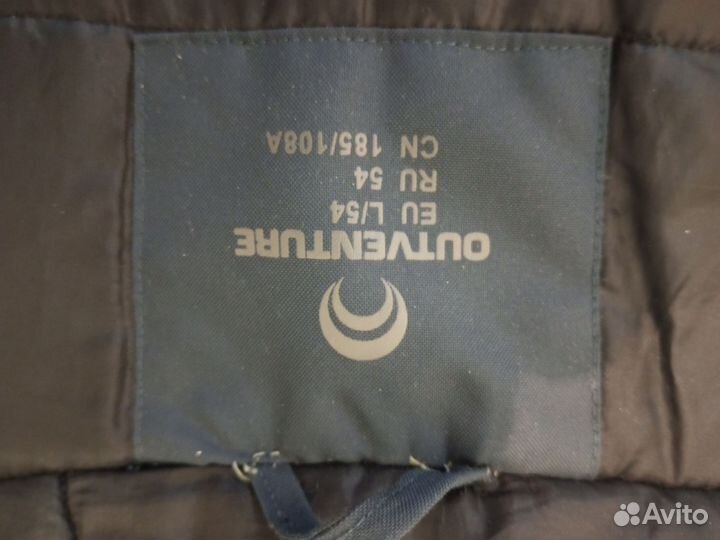 OUTVENTURE
EU L/54
RU 54
CN 185/108A
Avito